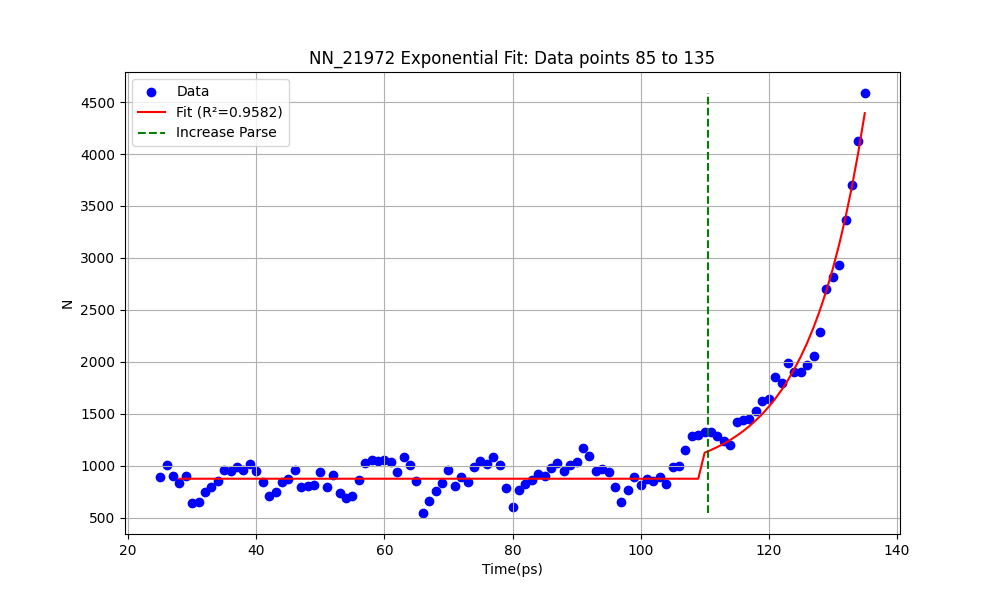 NN_21972 Exponential Fit: Data points 85 to 135
Data
Fit (R²=0.9582)
Increase Parse
4500
4000
3500
3000
2500
2000
1500
1000
500
N
20
40
60
80
100
120
140
Time(ps)